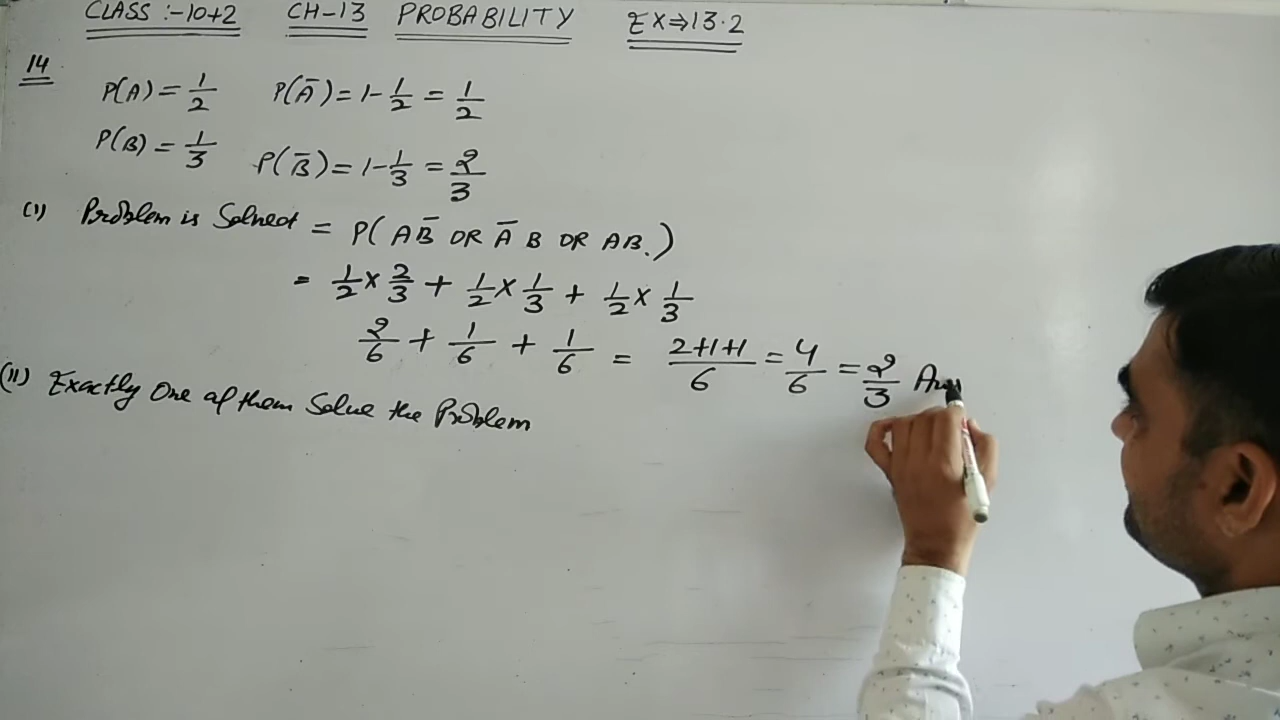 CLASS :- 10+2 CH-13 PROBABILITY EX⇒13.2
14
P(A) = 1/2 P(Ā) = 1 - 1/2 = 1/2
P(B) = 1/3 P(B̄) = 1 - 1/3 = 2/3
(I) Problem is Solved = P( AB̄ OR Ā B OR AB. )
= 1/2 × 2/3 + 1/2 × 1/3 + 1/2 × 1/3
2/6 + 1/6 + 1/6 = 2+1+1/6 = 4/6 = 2/3 Ans
(II) Exactly One of them Solve the Problem